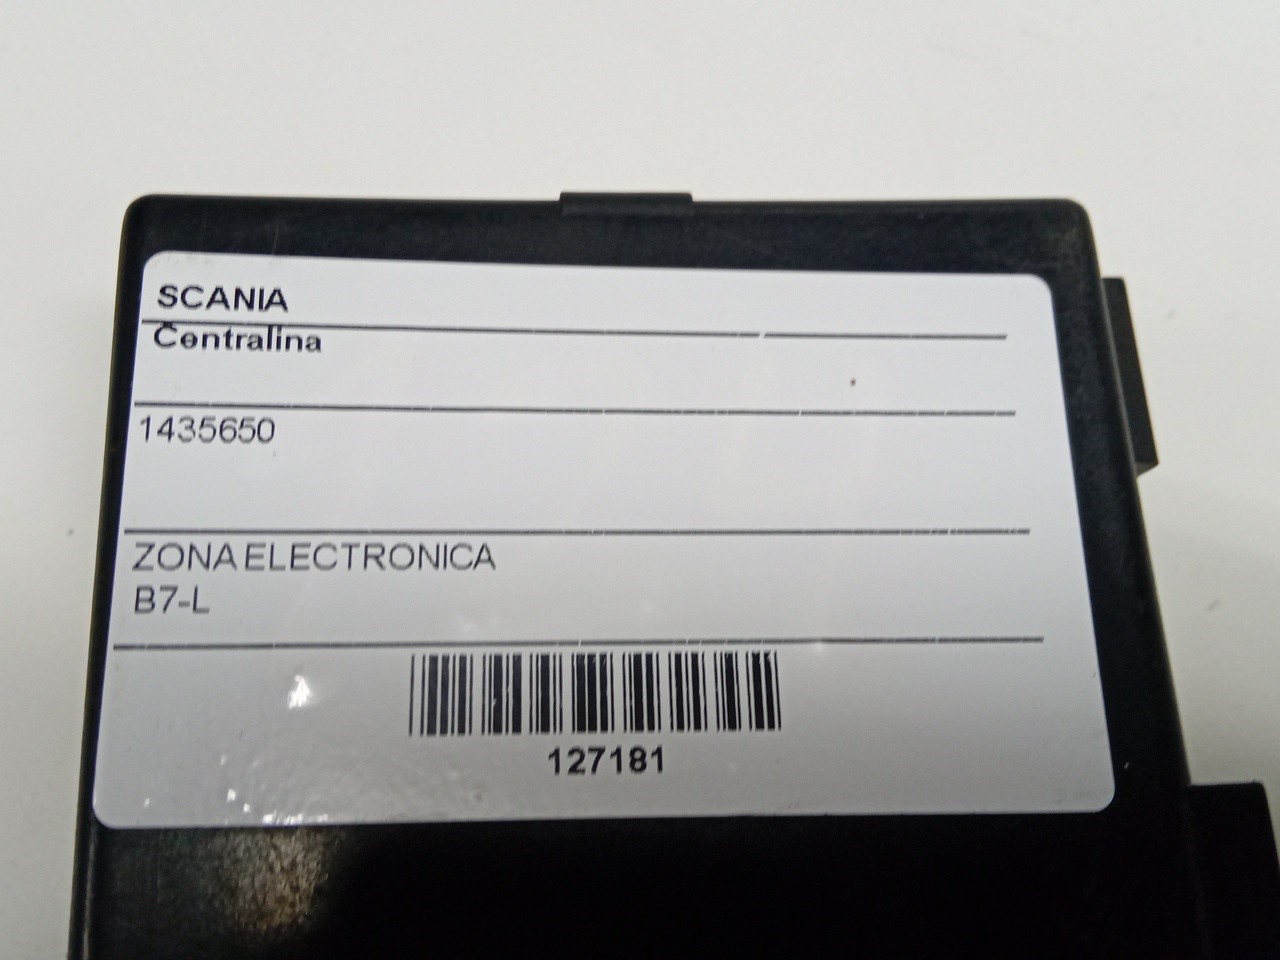 SCANIA
Centralina
1435650
ZONA ELECTRONICA
B7-L
127181